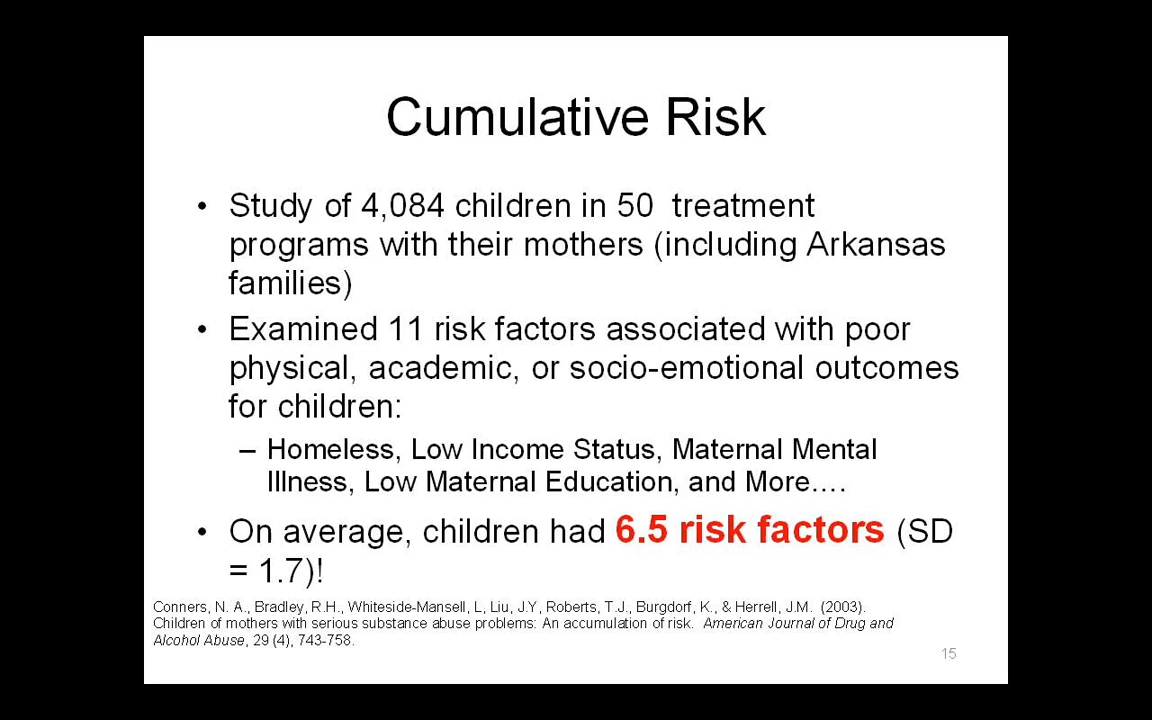 Cumulative Risk
• Study of 4,084 children in 50 treatment
programs with their mothers (including Arkansas
families)
• Examined 11 risk factors associated with poor
physical, academic, or socio-emotional outcomes
for children:
– Homeless, Low Income Status, Maternal Mental
Illness, Low Maternal Education, and More….
• On average, children had 6.5 risk factors (SD
= 1.7)!
Conners, N. A., Bradley, R.H., Whiteside-Mansell, L, Liu, J.Y, Roberts, T.J., Burgdorf, K., & Herrell, J.M. (2003).
Children of mothers with serious substance abuse problems: An accumulation of risk. American Journal of Drug and
Alcohol Abuse, 29 (4), 743-758.
15